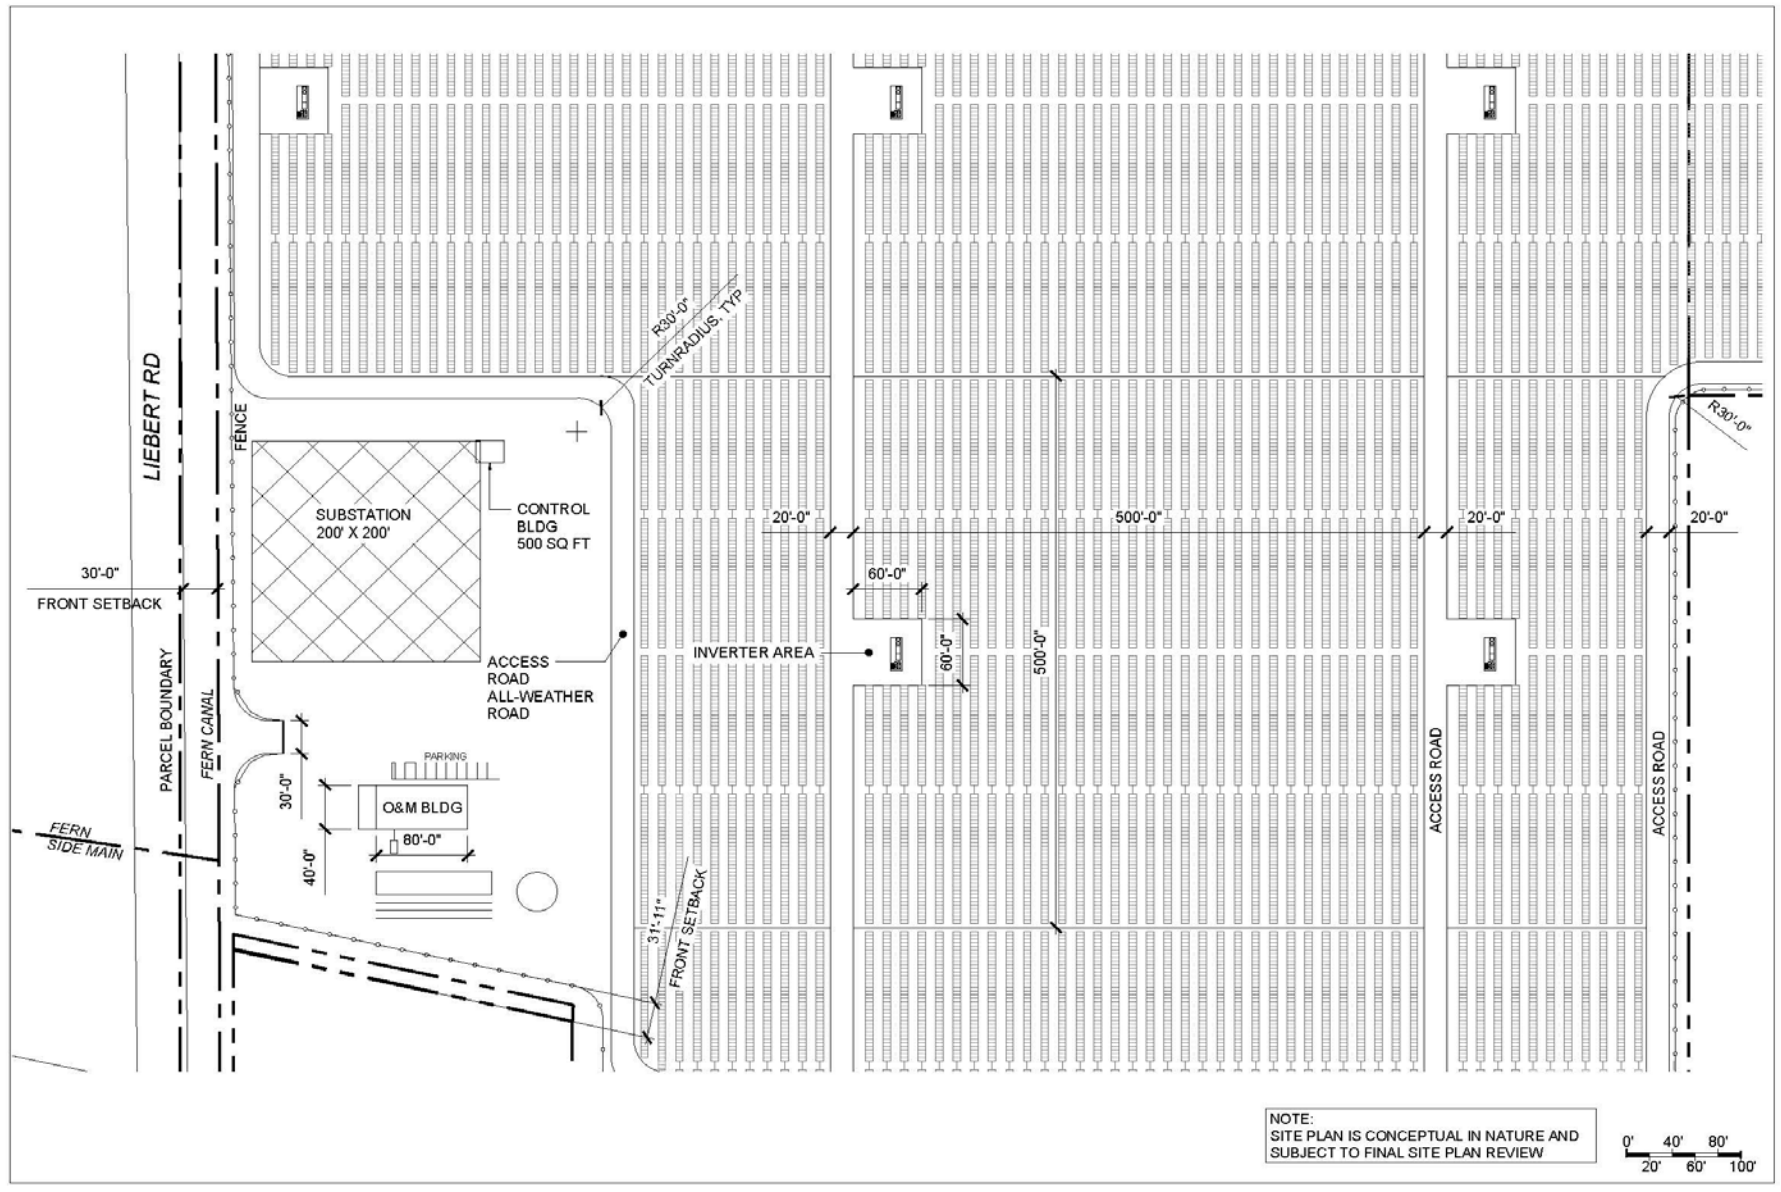 R30'-0"
TURNRADIUS, TYP
LIEBERT RD
FENCE
R30'-0"
SUBSTATION
200' X 200'
CONTROL
BLDG
500 SQ FT
20'-0"
500'-0"
20'-0"
20'-0"
30'-0"
FRONT SETBACK
60'-0"
60'-0"
500'-0"
INVERTER AREA
ACCESS
ROAD
ALL-WEATHER
ROAD
PARCEL BOUNDARY
FERN CANAL
ACCESS ROAD
ACCESS ROAD
PARKING
30'-0"
O&M BLDG
80'-0"
40'-0"
FERN
SIDE MAIN
31'-11"
FRONT SETBACK
NOTE:
SITE PLAN IS CONCEPTUAL IN NATURE AND
SUBJECT TO FINAL SITE PLAN REVIEW
0' 40' 80'
20' 60' 100'